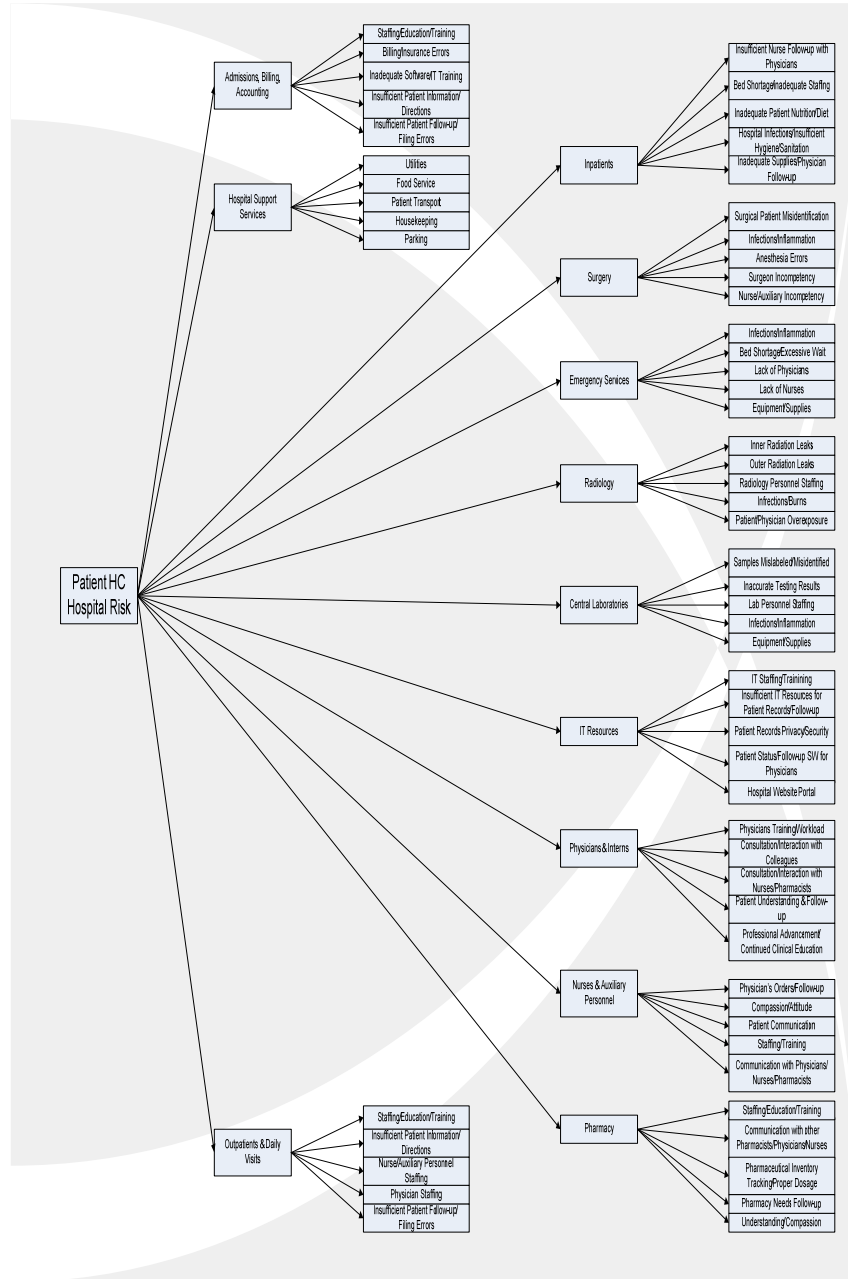 Patient HC
Hospital Risk
Admissions, Billing,
Accounting
Staffing/Education/Training
Billing/Insurance Errors
Inadequate Software/IT Training
Insufficient Patient Information/
Directions
Insufficient Patient Follow-up/
Filing Errors
Hospital Support
Services
Utilities
Food Service
Patient Transport
Housekeeping
Parking
Inpatients
Insufficient Nurse Follow-up with
Physicians
Bed Shortage/Inadequate Staffing
Inadequate Patient Nutrition/Diet
Hospital Infections/Insufficient
Hygiene/Sanitation
Inadequate Supplies/Physician
Follow-up
Surgery
Surgical Patient Misidentification
Infections/Inflammation
Anesthesia Errors
Surgeon Incompetency
Nurse/Auxiliary Incompetency
Emergency Services
Infections/Inflammation
Bed Shortage/Excessive Wait
Lack of Physicians
Lack of Nurses
Equipment/Supplies
Radiology
Inner Radiation Leaks
Outer Radiation Leaks
Radiology Personnel Staffing
Infrections/Burns
Patient/Physician Overexposure
Central Laboratories
Samples Mislabeled/Misidentified
Inaccurate Testing Results
Lab Personnel Staffing
Infections/Inflammation
Equipment/Supplies
IT Resources
IT Staffing/Trainining
Insufficient IT Resources for
Patient Records/Follow-up
Patient Records Privacy/Security
Patient Status/Follow-up SW for
Physicians
Hospital Website Portal
Physicians & Interns
Physicians Training/Workload
Consultation/Interaction with
Colleagues
Consultation/Interaction with
Nurses/Pharmacists
Patient Understanding & Follow-
up
Professional Advancement/
Continued Clinical Education
Nurses & Auxiliary
Personnel
Physician's Orders/Follow-up
Compassion/Attitude
Patient Communication
Staffing/Training
Communication with Physicians/
Nurses/Pharmacists
Pharmacy
Staffing/Education/Training
Communication with other
Pharmacists/Physicians/Nurses
Pharmaceutical Inventory
Tracking/Proper Dosage
Pharmacy Needs Follow-up
Understanding/Compassion
Outpatients & Daily
Visits
Staffing/Education/Training
Insufficient Patient Information/
Directions
Nurse/Auxiliary Personnel
Staffing
Physician Staffing
Insufficient Patient Follow-up/
Filing Errors